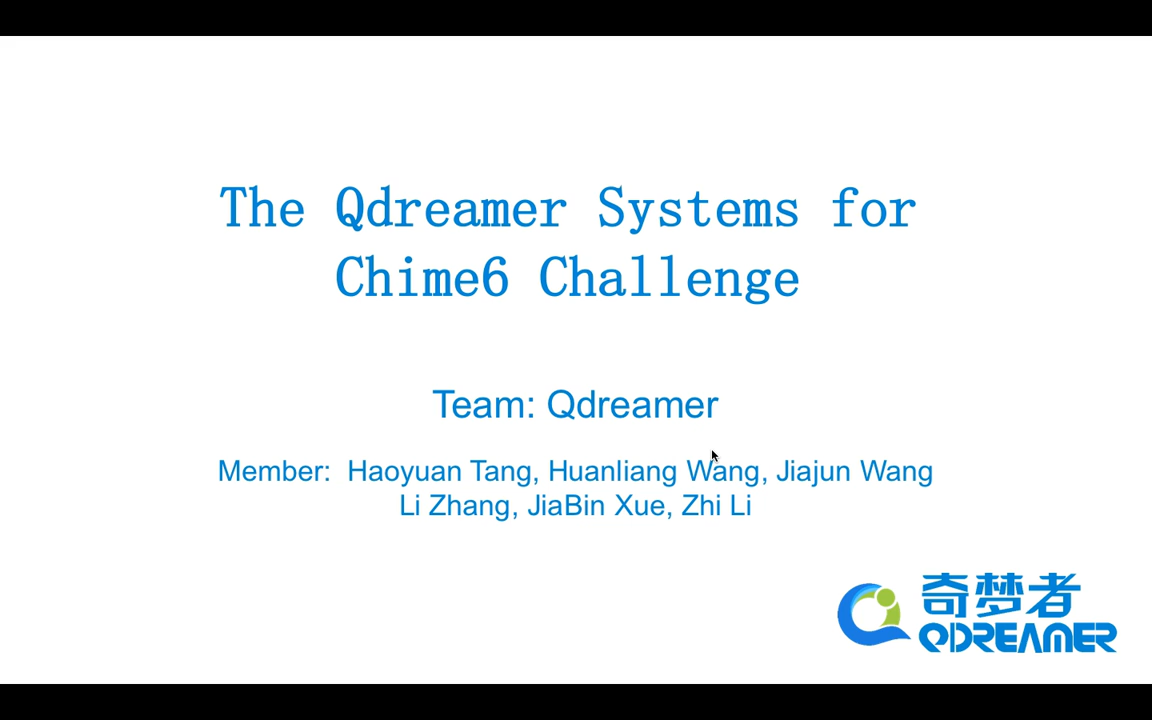 The Qdreamer Systems for
Chime6 Challenge
Team: Qdreamer
Member: Haoyuan Tang, Huanliang Wang, Jiajun Wang
Li Zhang, JiaBin Xue, Zhi Li
奇梦者
QDREAMER